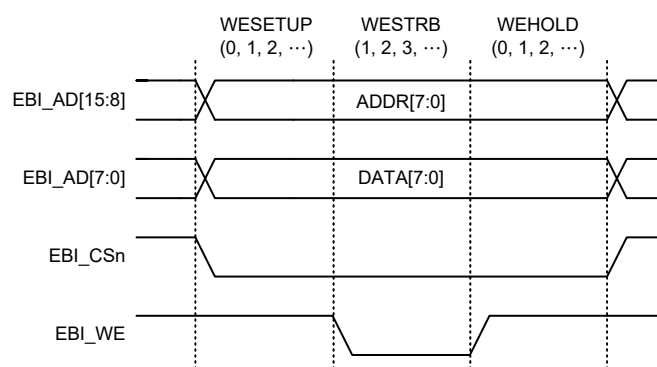 WESETUP WESTRB WEHOLD
(0, 1, 2, ⋯) (1, 2, 3, ⋯) (0, 1, 2, ⋯)
EBI_AD[15:8] ADDR[7:0]
EBI_AD[7:0] DATA[7:0]
EBI_CSn
EBI_WE